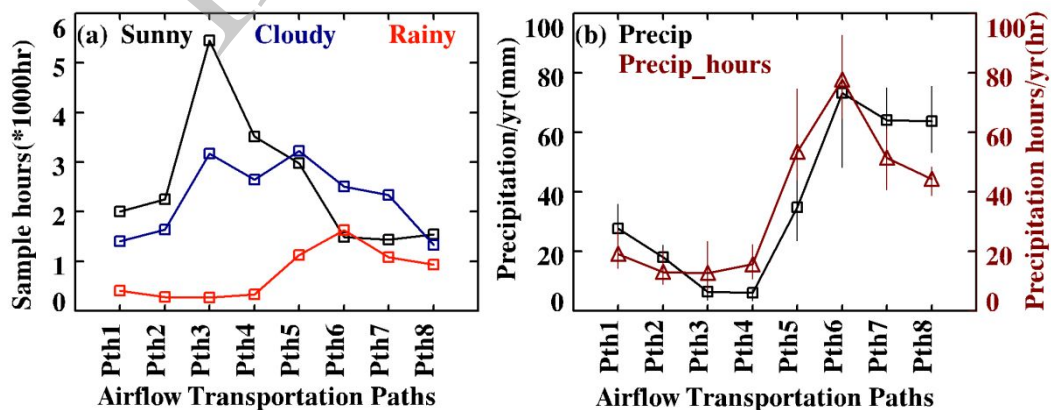 (a) Sunny Cloudy Rainy
Sample hours(*1000hr)
6
5
4
3
2
1
0
Pth1
Pth2
Pth3
Pth4
Pth5
Pth6
Pth7
Pth8
Airflow Transportation Paths
(b) Precip
Precip_hours
Precipitation/yr(mm)
100
80
60
40
20
0
Pth1
Pth2
Pth3
Pth4
Pth5
Pth6
Pth7
Pth8
Airflow Transportation Paths
100
80
60
40
20
0
Precipitation hours/yr(hr)